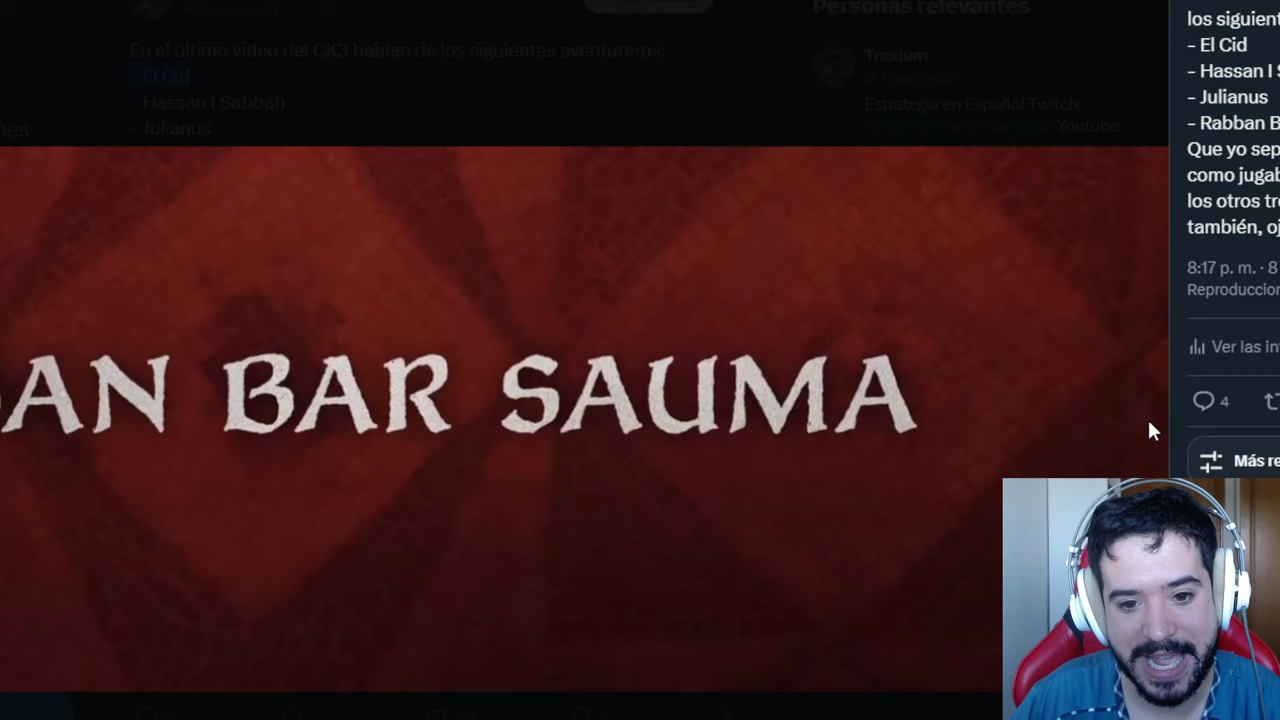 Personas relevantes
En el último video del CK3 hablan de los siguientes aventureros:
- El Cid
- Hassan I Sabbah
- Julianus
Traxium
Estrategia en Español Twitch:
Youtube:
los siguient
- El Cid
- Hassan I S
- Julianus
- Rabban B
Que yo sep
como jugab
los otros tre
también, oj
8:17 p. m. · 8
Reproduccion
Ver las in
4
Más re
AN BAR SAUMA